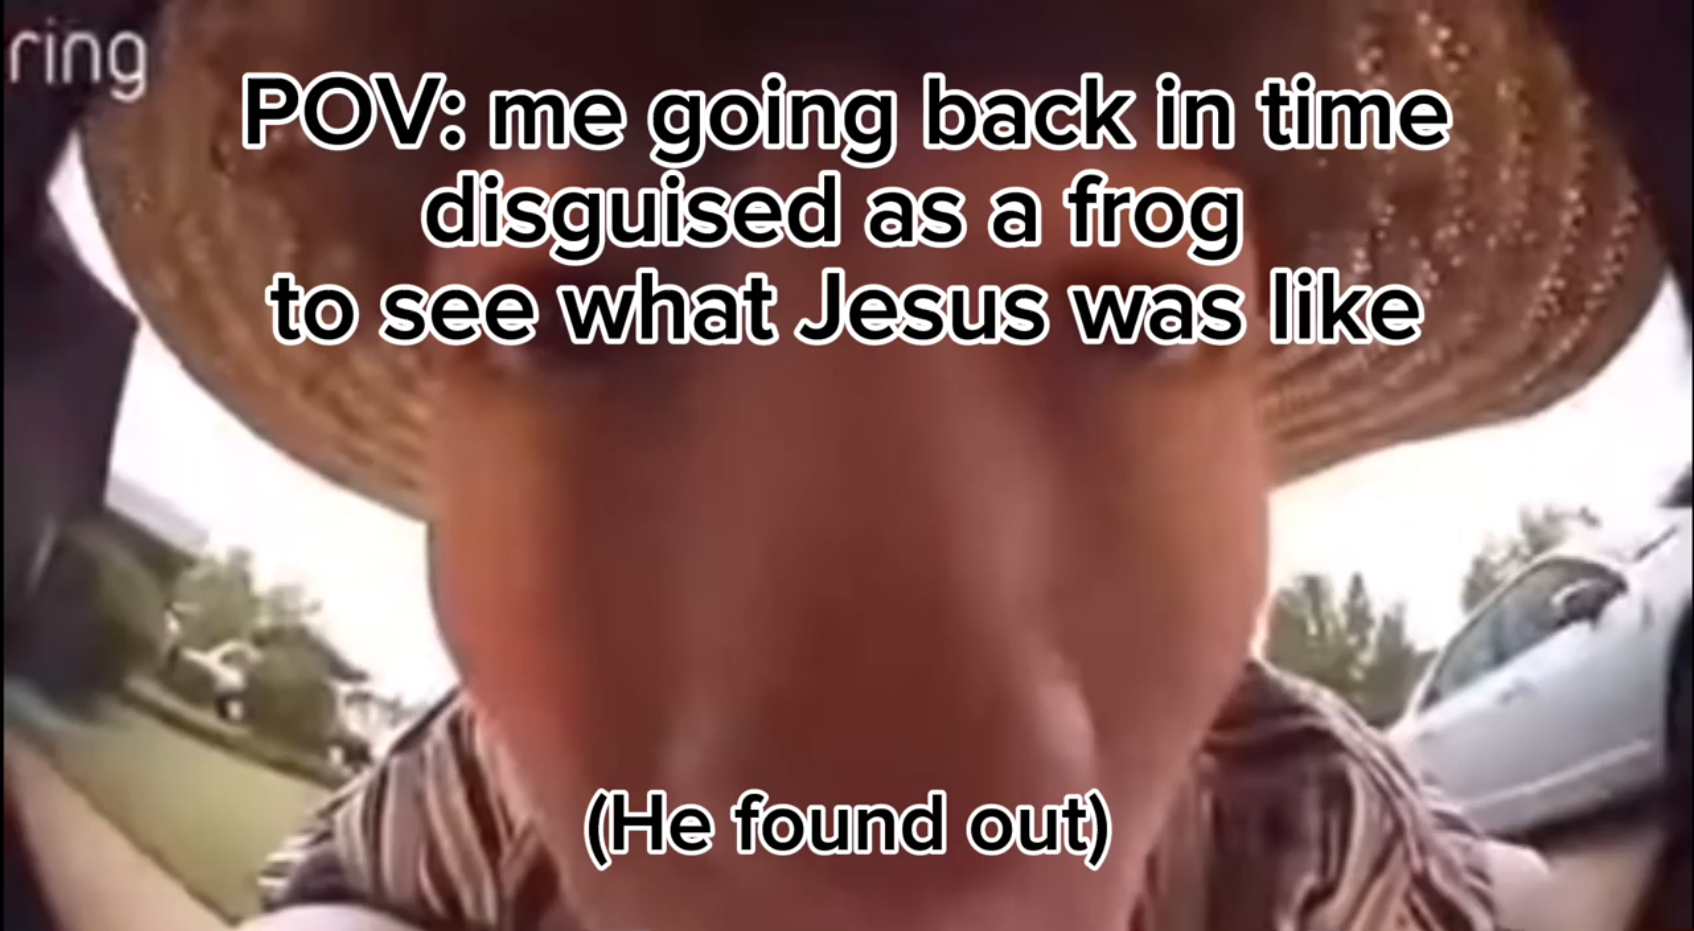 ring
POV: me going back in time
disguised as a frog
to see what Jesus was like
(He found out)